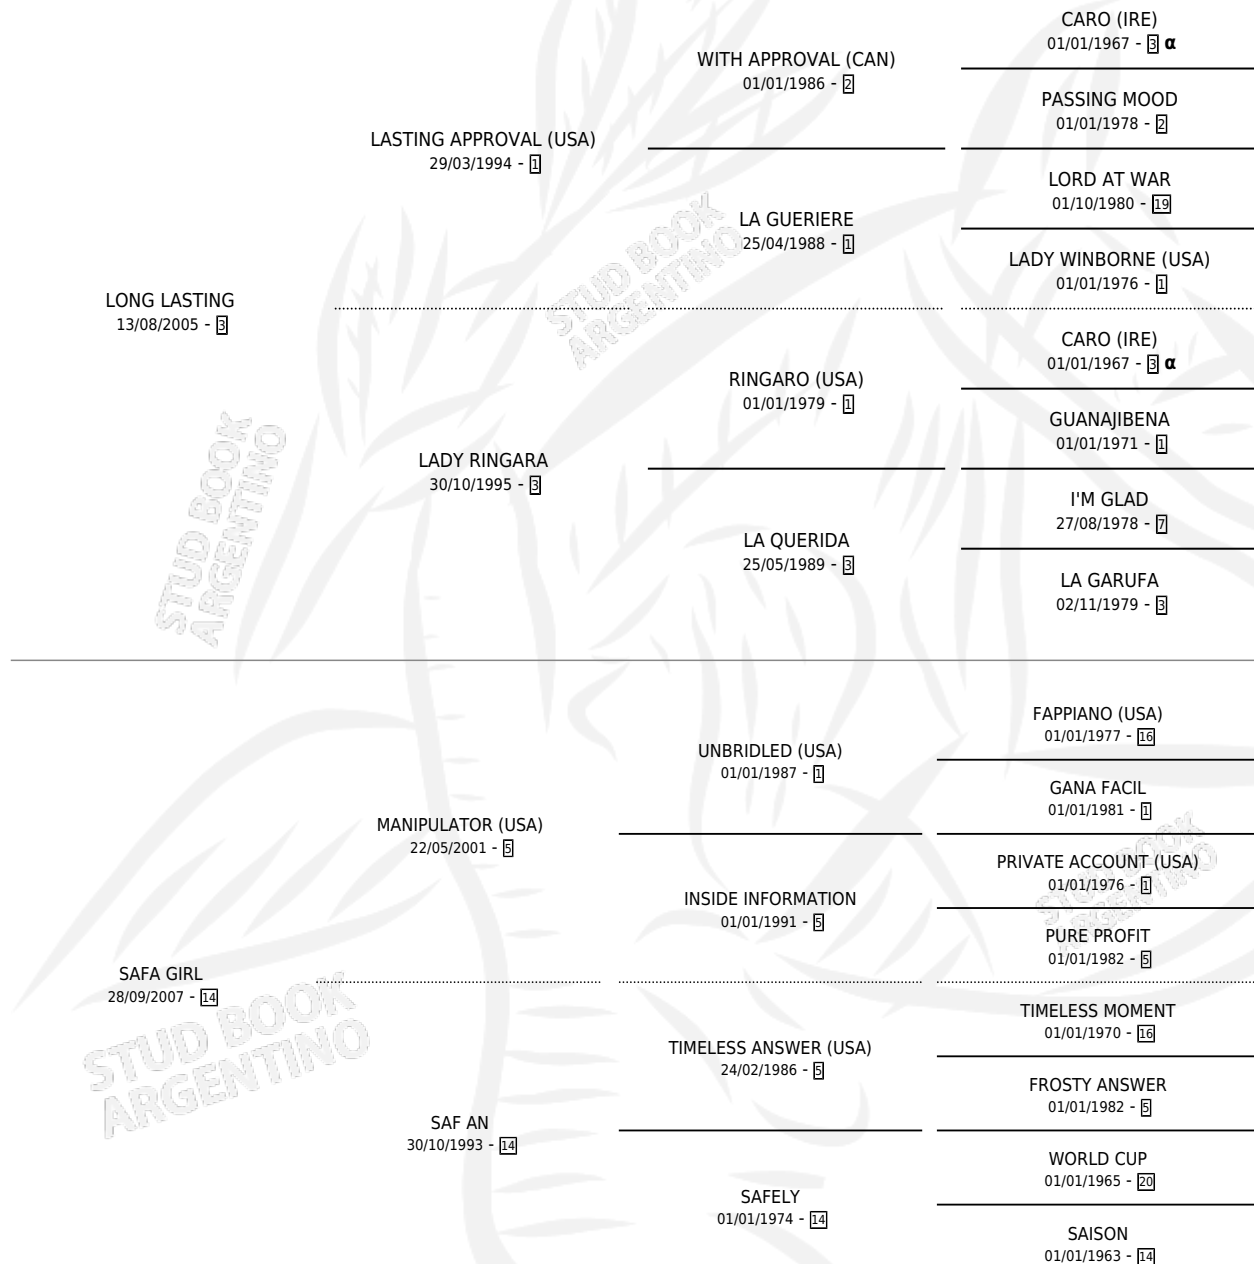 CARO (IRE)
01/01/1967 - 3 α
WITH APPROVAL (CAN)
01/01/1986 - 2
PASSING MOOD
01/01/1978 - 2
LASTING APPROVAL (USA)
29/03/1994 - 1
LORD AT WAR
01/10/1980 - 19
LA GUERIERE
25/04/1988 - 1
LADY WINBORNE (USA)
01/01/1976 - 1
LONG LASTING
13/08/2005 - 3
CARO (IRE)
01/01/1967 - 3 α
RINGARO (USA)
01/01/1979 - 1
GUANAJIBENA
01/01/1971 - 1
LADY RINGARA
30/10/1995 - 3
I'M GLAD
27/08/1978 - 7
LA QUERIDA
25/05/1989 - 3
LA GARUFA
02/11/1979 - 3
STUD BOOK
ARGENTINO
STUD BOOK
ARGENTINO
FAPPIANO (USA)
01/01/1977 - 16
UNBRIDLED (USA)
01/01/1987 - 1
GANA FACIL
01/01/1981 - 1
MANIPULATOR (USA)
22/05/2001 - 5
PRIVATE ACCOUNT (USA)
01/01/1976 - 1
INSIDE INFORMATION
01/01/1991 - 5
PURE PROFIT
01/01/1982 - 5
STUD BOOK
ARGENTINO
SAFA GIRL
28/09/2007 - 14
TIMELESS MOMENT
01/01/1970 - 16
TIMELESS ANSWER (USA)
24/02/1986 - 5
FROSTY ANSWER
01/01/1982 - 5
SAF AN
30/10/1993 - 14
WORLD CUP
01/01/1965 - 20
SAFELY
01/01/1974 - 14
SAISON
01/01/1963 - 14
STUD BOOK
ARGENTINO